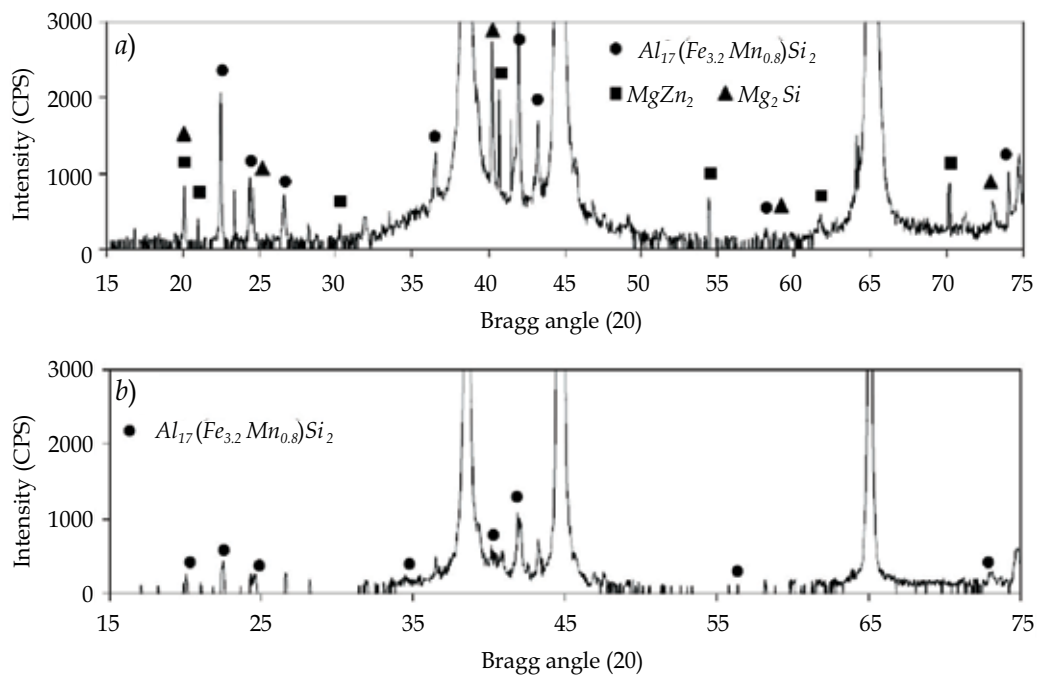 3000
a)
Al17(Fe3.2 Mn0.8)Si2
2000
MgZn2 Mg2 Si
Intensity (CPS)
1000
0
15 20 25 30 35 40 45 50 55 60 65 70 75
Bragg angle (20)
3000
b)
Al17(Fe3.2 Mn0.8)Si2
2000
Intensity (CPS)
1000
0
15 25 35 45 55 65 75
Bragg angle (20)